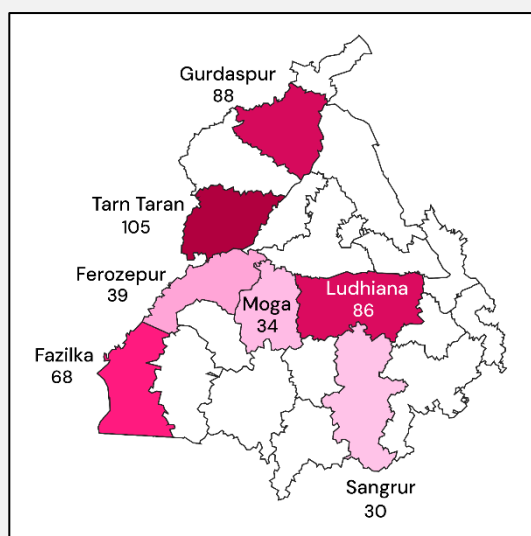 Gurdaspur
88
Tarn Taran
105
Ferozepur
39
Moga
34
Ludhiana
86
Fazilka
68
Sangrur
30